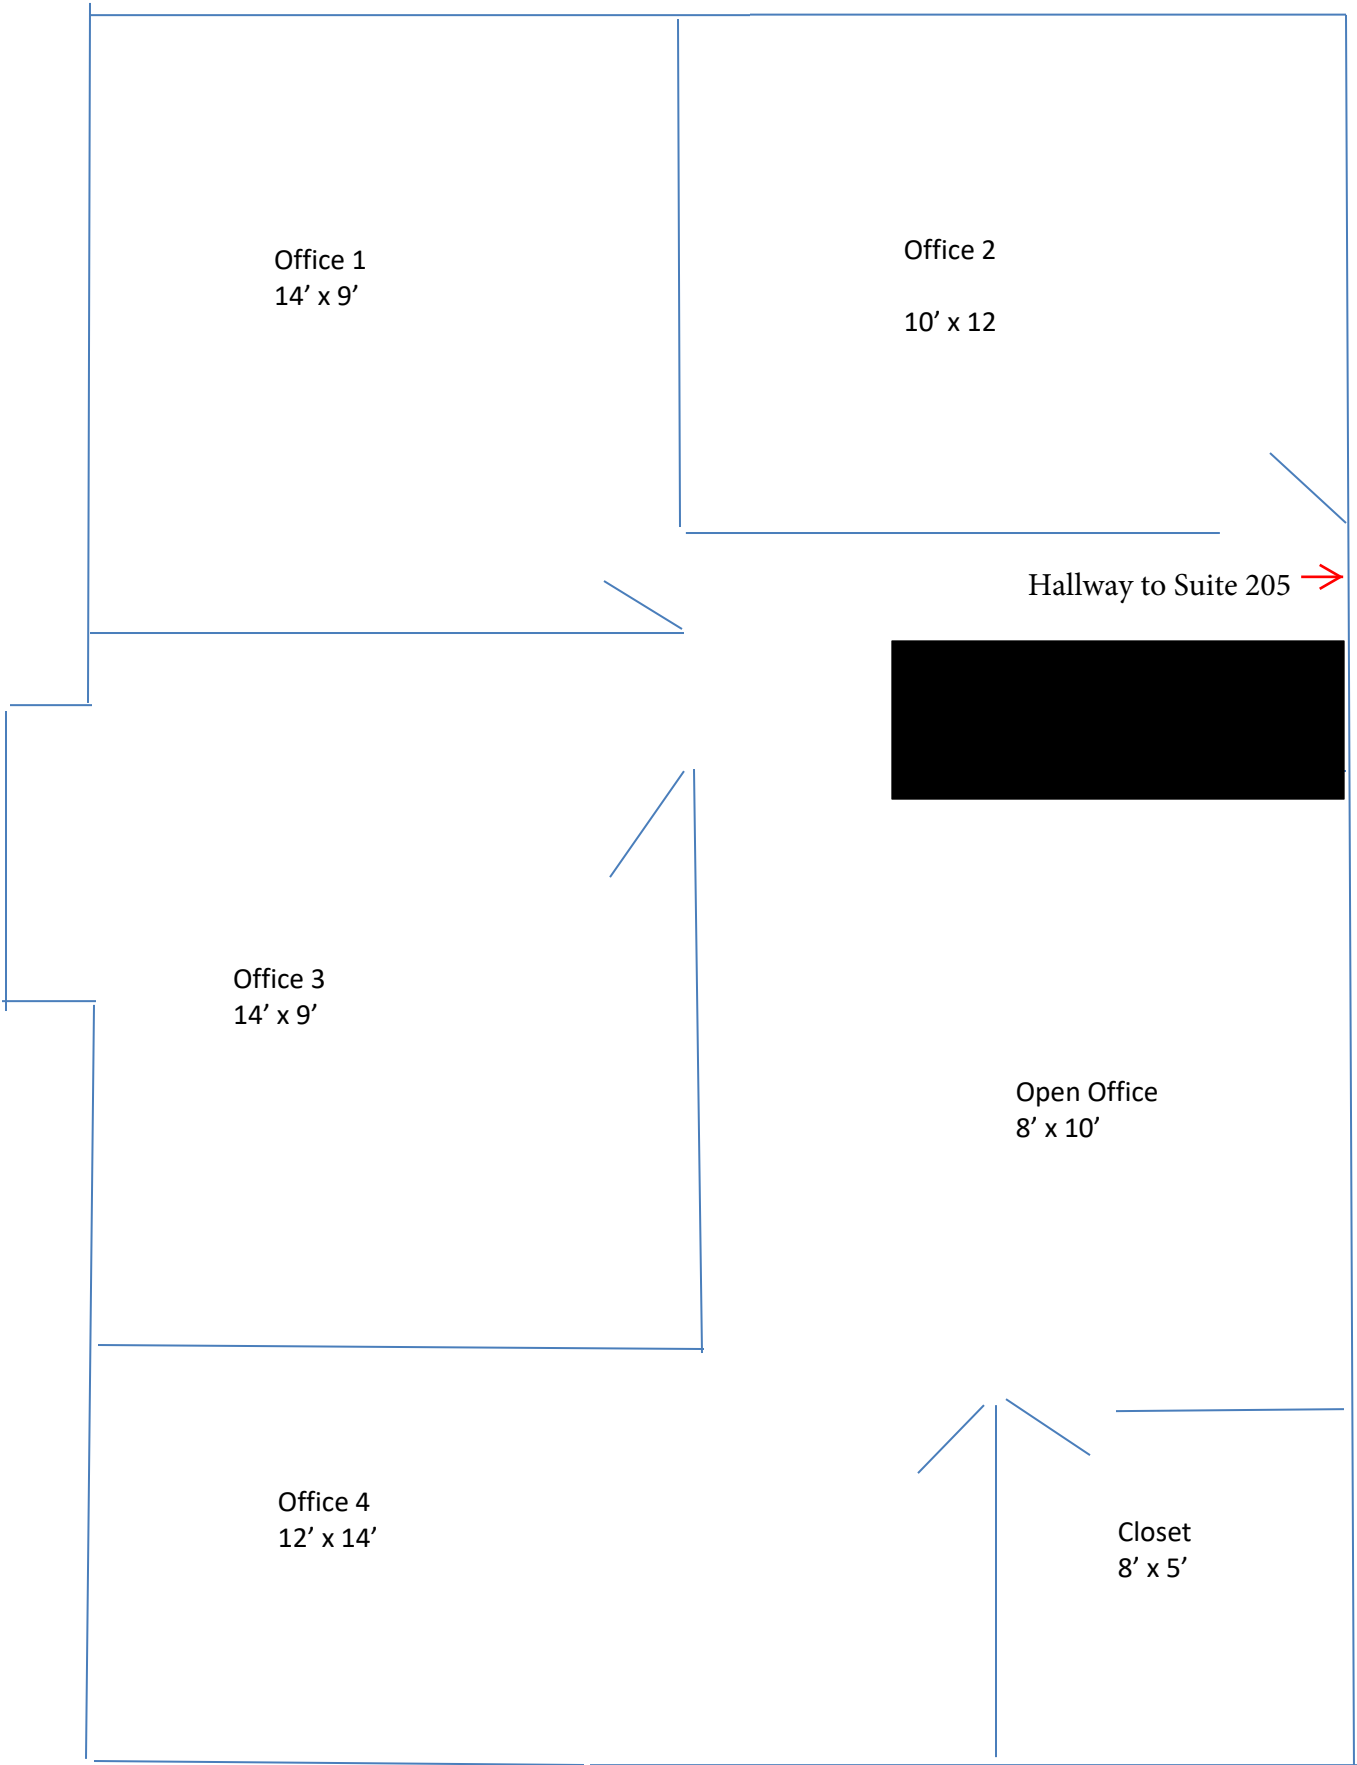 Office 1
14’ x 9’
Office 2
10’ x 12
Hallway to Suite 205
Office 3
14’ x 9’
Open Office
8’ x 10’
Office 4
12’ x 14’
Closet
8’ x 5’